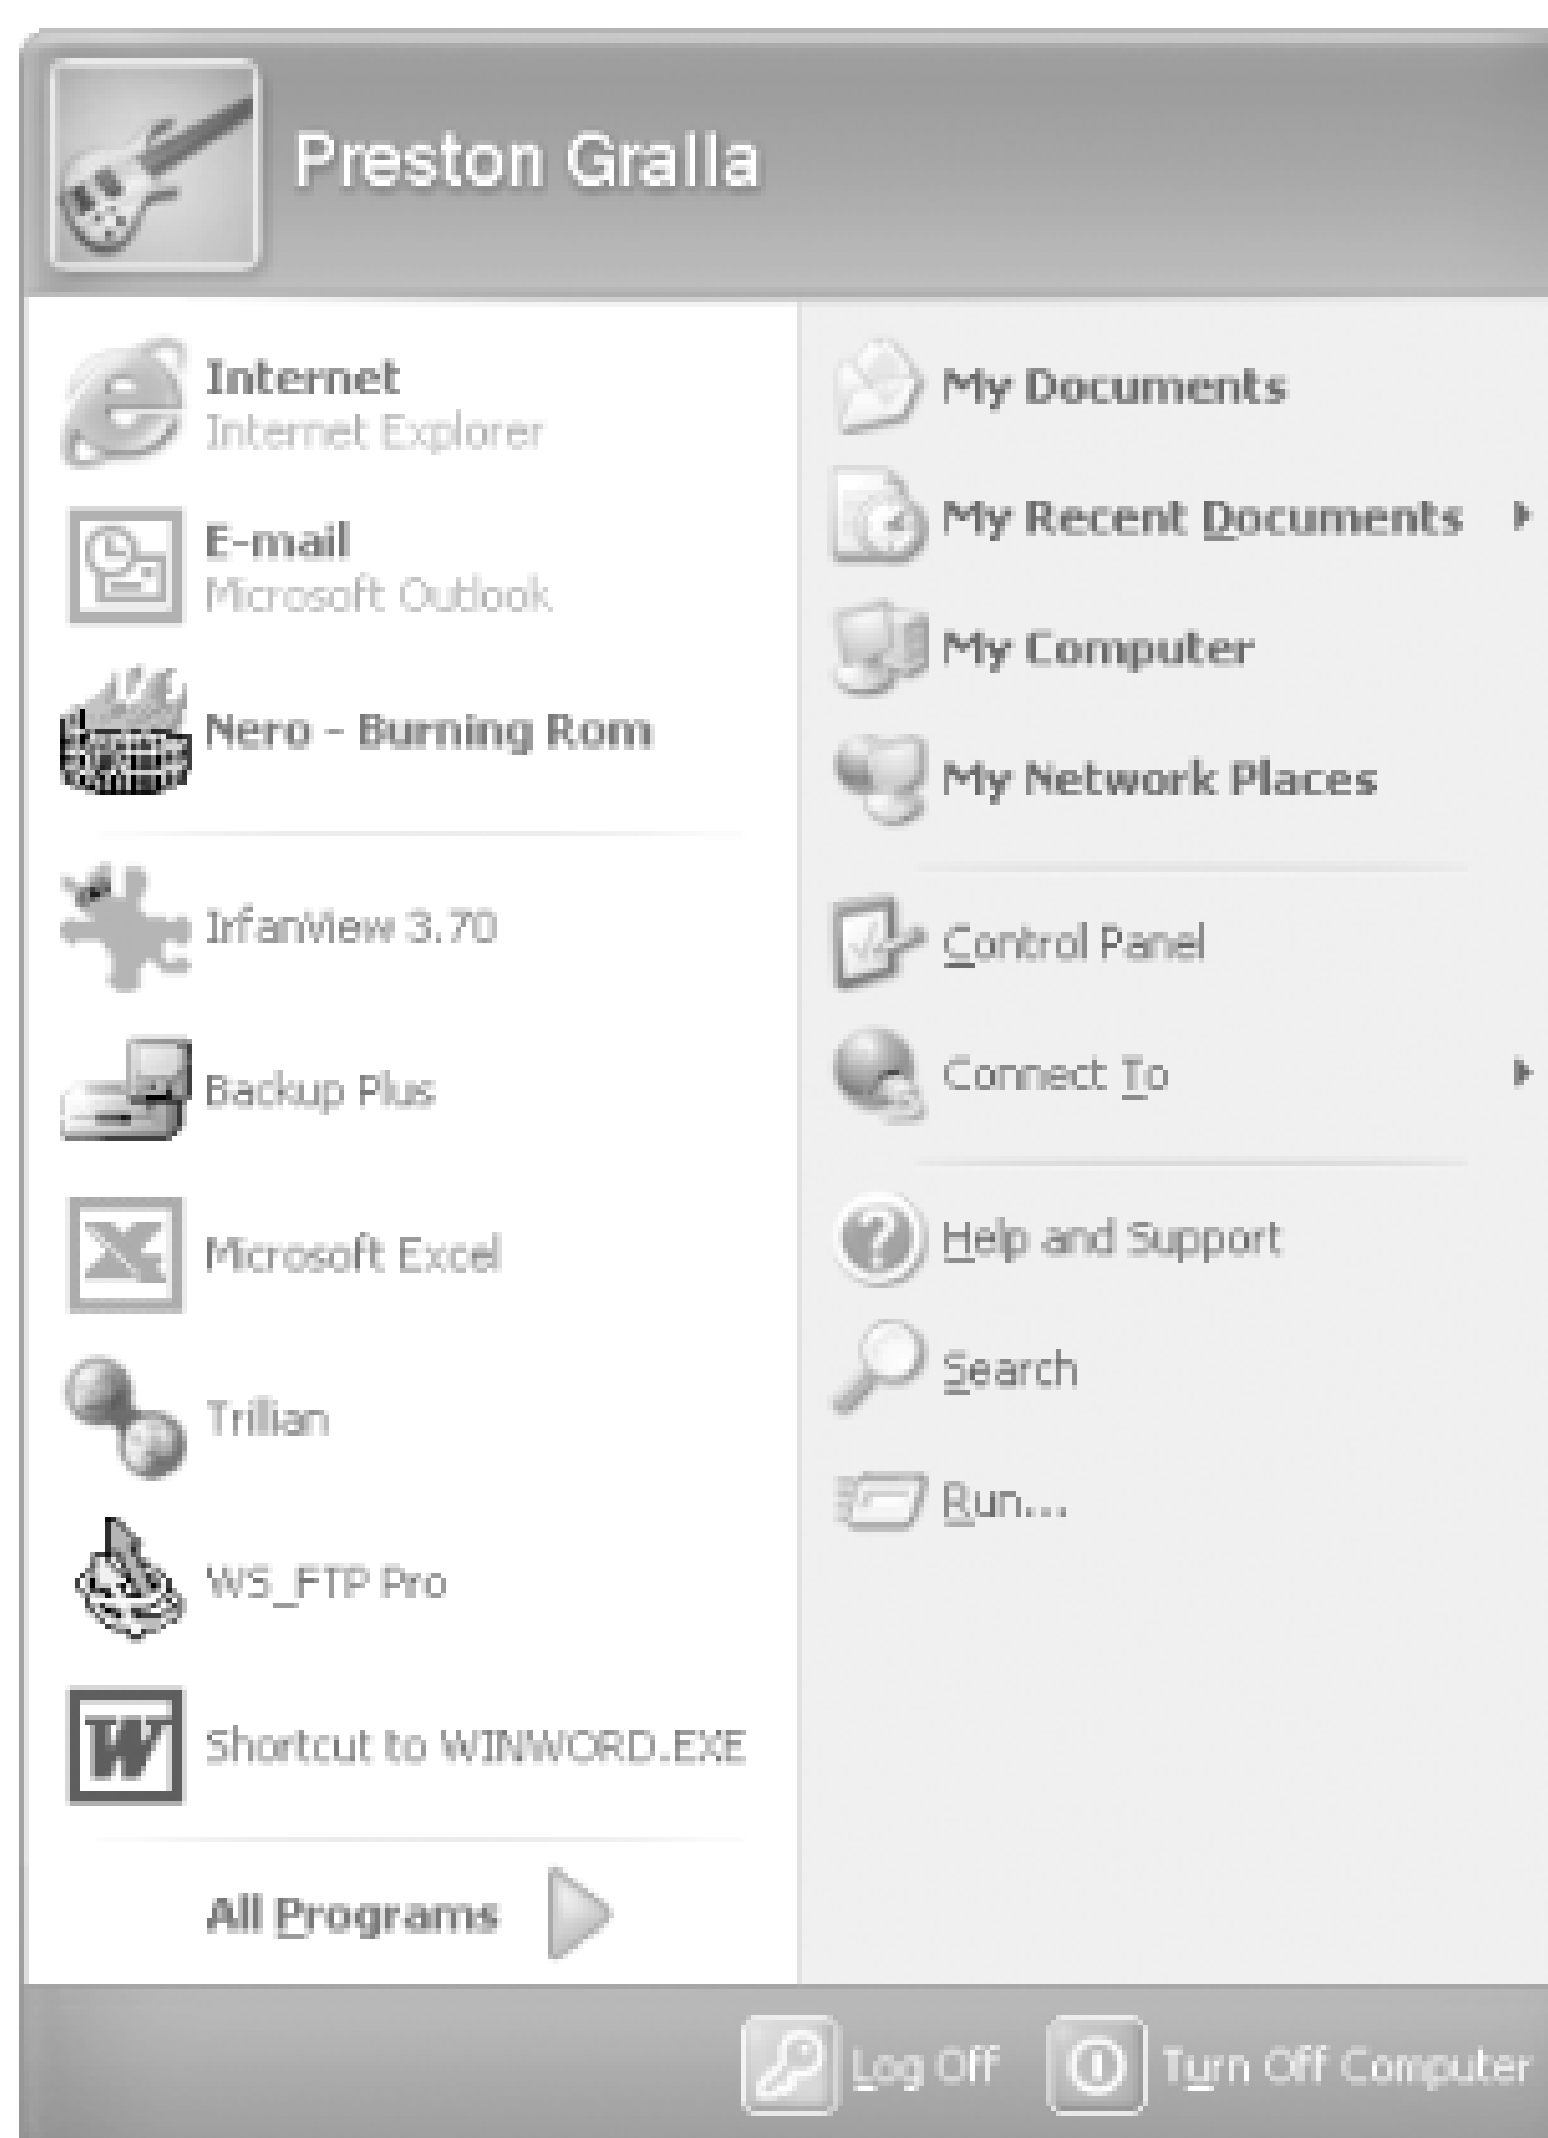 Preston Gralla
Internet
Internet Explorer
E-mail
Microsoft Outlook
Nero - Burning Rom
IrfanView 3.70
Backup Plus
Microsoft Excel
Trillian
WS_FTP Pro
Shortcut to WINWORD.EXE
All Programs
My Documents
My Recent Documents
My Computer
My Network Places
Control Panel
Connect To
Help and Support
Search
Run...
Log Off
Turn Off Computer